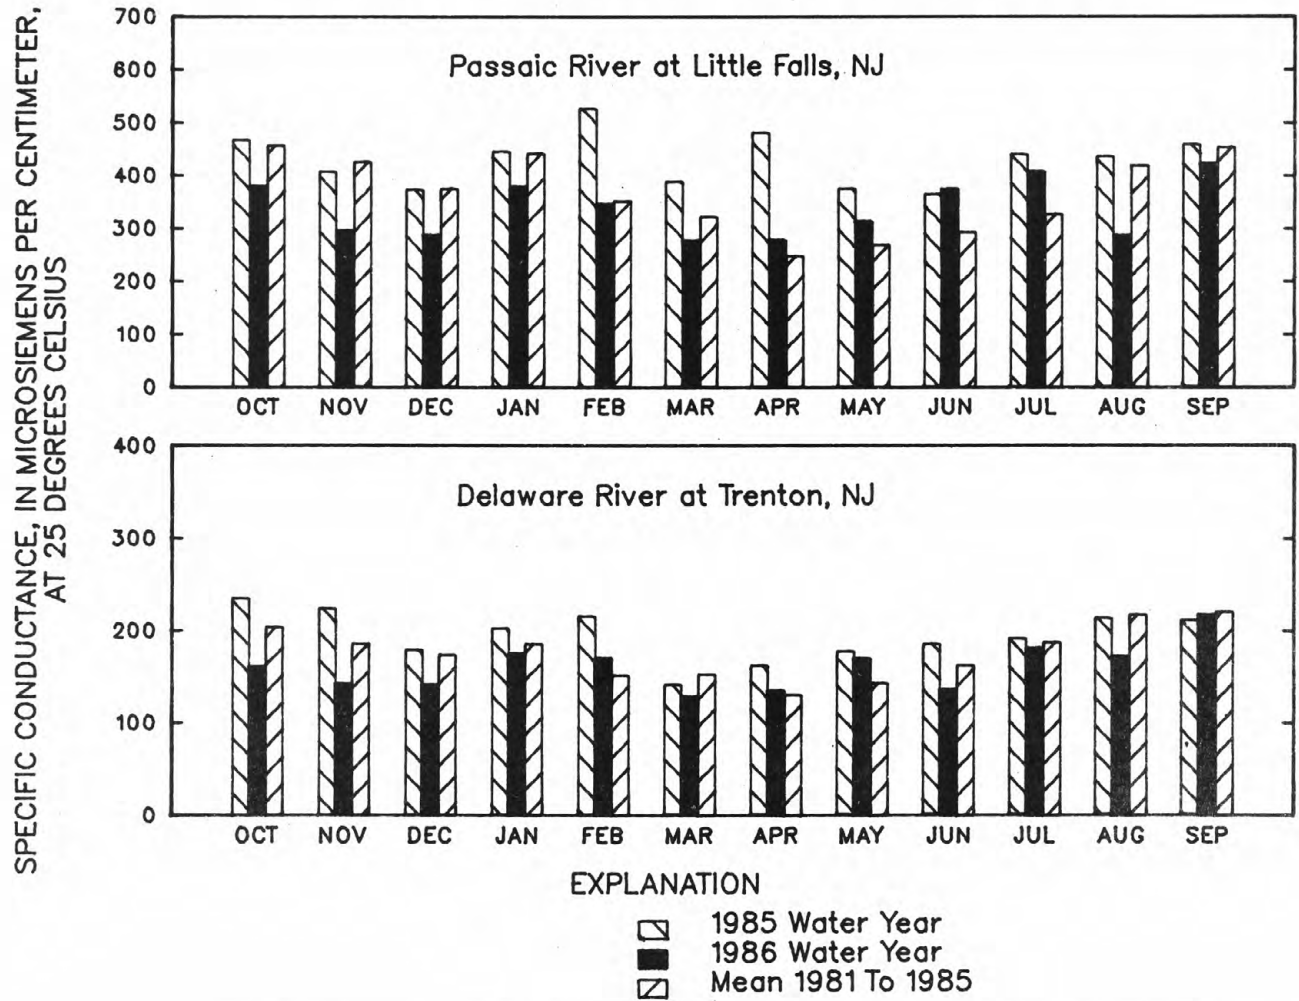 SPECIFIC CONDUCTANCE, IN MICROSIEMENS PER CENTIMETER,
AT 25 DEGREES CELSIUS
Passaic River at Little Falls, NJ
700
600
500
400
300
200
100
0
OCT NOV DEC JAN FEB MAR APR MAY JUN JUL AUG SEP
Delaware River at Trenton, NJ
400
300
200
100
0
OCT NOV DEC JAN FEB MAR APR MAY JUN JUL AUG SEP
EXPLANATION
1985 Water Year
1986 Water Year
Mean 1981 To 1985